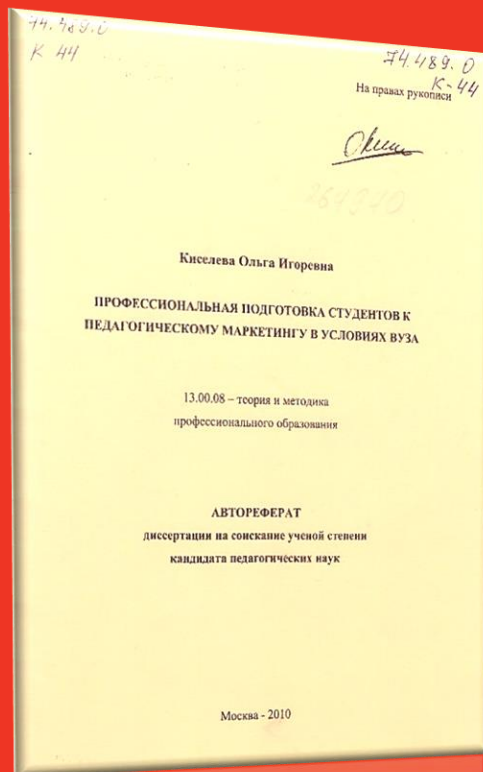 74.489.0
К 44
74.489.0
К-44
На правах рукописи
Киселева Ольга Игоревна
ПРОФЕССИОНАЛЬНАЯ ПОДГОТОВКА СТУДЕНТОВ К
ПЕДАГОГИЧЕСКОМУ МАРКЕТИНГУ В УСЛОВИЯХ ВУЗА
13.00.08 – теория и методика
профессионального образования
АВТОРЕФЕРАТ
диссертации на соискание ученой степени
кандидата педагогических наук
Москва - 2010